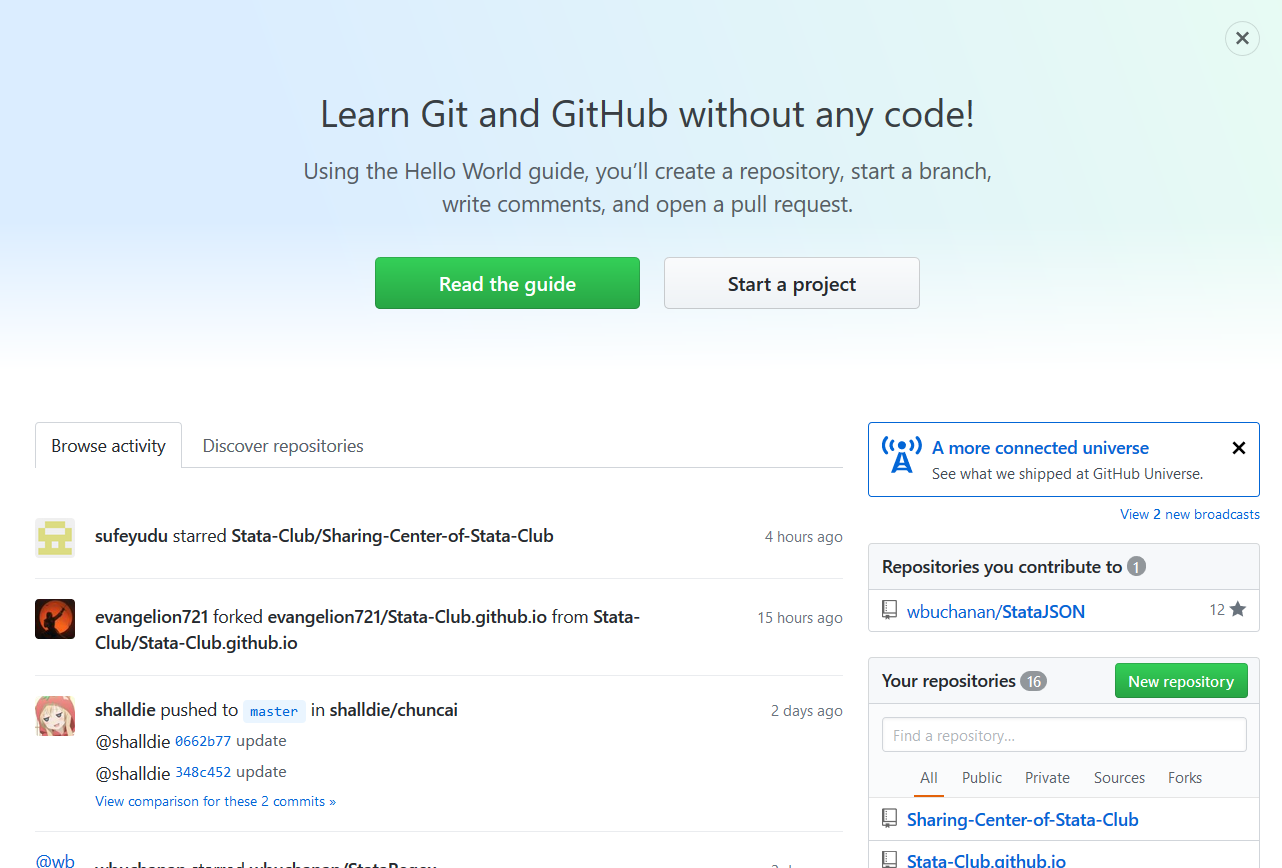 Learn Git and GitHub without any code!
Using the Hello World guide, you’ll create a repository, start a branch,
write comments, and open a pull request.
Read the guide
Start a project
Browse activity
Discover repositories
sufeyudu starred Stata-Club/Sharing-Center-of-Stata-Club
4 hours ago
evangelion721 forked evangelion721/Stata-Club.github.io from Stata-
Club/Stata-Club.github.io
15 hours ago
shalldie pushed to master in shalldie/chuncai
2 days ago
@shalldie 0662b77 update
@shalldie 348c452 update
View comparison for these 2 commits »
@wb
wbuchanan starred wbuchanan/StataRegex
A more connected universe
See what we shipped at GitHub Universe.
View 2 new broadcasts
Repositories you contribute to 1
wbuchanan/StataJSON
12
Your repositories 16
New repository
Find a repository…
All
Public
Private
Sources
Forks
Sharing-Center-of-Stata-Club
Stata-Club.github.io